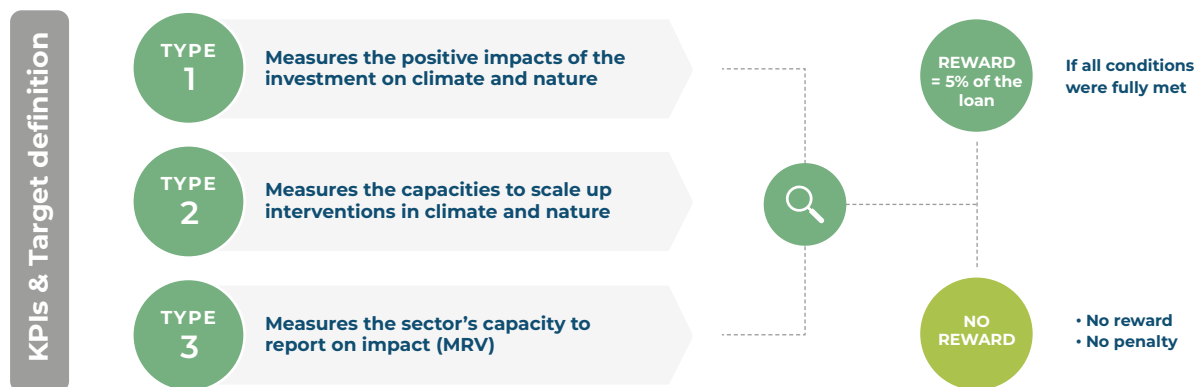 KPIs & Target definition
TYPE
1
Measures the positive impacts of the
investment on climate and nature
TYPE
2
Measures the capacities to scale up
interventions in climate and nature
TYPE
3
Measures the sector’s capacity to
report on impact (MRV)
REWARD
= 5% of the
loan
If all conditions
were fully met
NO
REWARD
• No reward
• No penalty